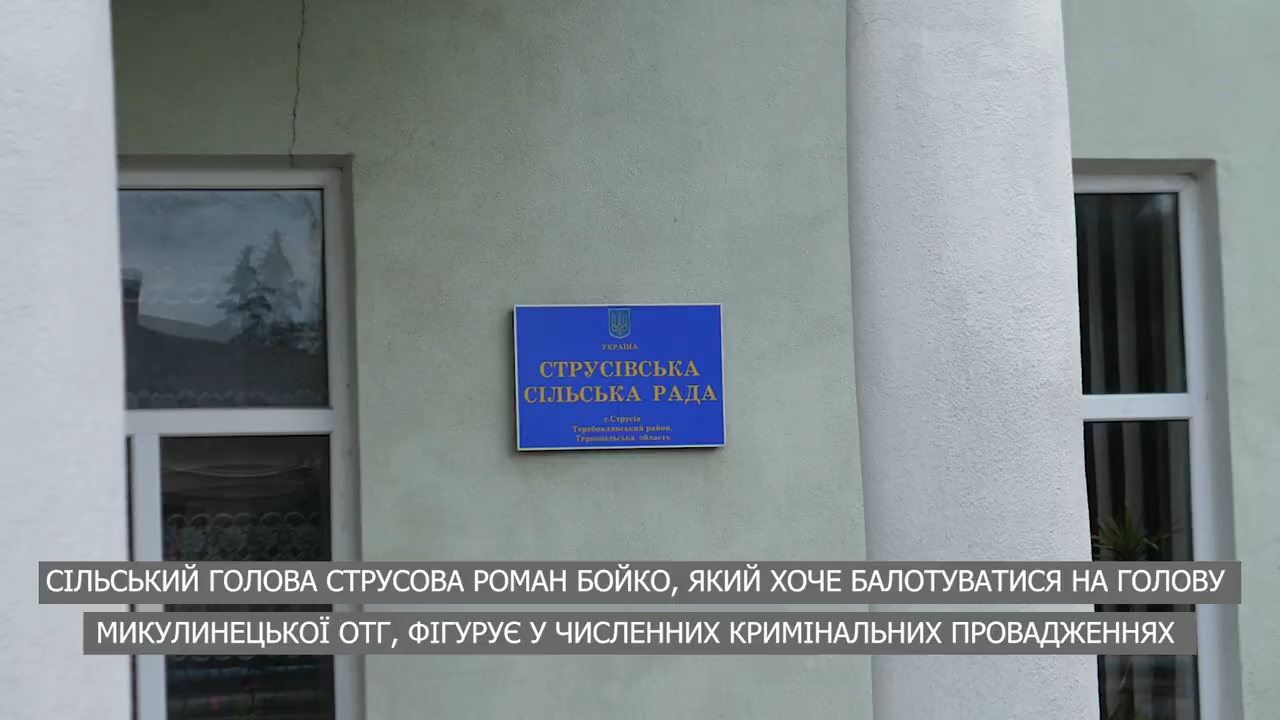 УКРАЇНА
СТРУСІВСЬКА
СІЛЬСЬКА РАДА
с.Струсів
Теребовлянський район,
Тернопільська область
СІЛЬСЬКИЙ ГОЛОВА СТРУСОВА РОМАН БОЙКО, ЯКИЙ ХОЧЕ БАЛОТУВАТИСЯ НА ГОЛОВУ
МИКУЛИНЕЦЬКОЇ ОТГ, ФІГУРУЄ У ЧИСЛЕННИХ КРИМІНАЛЬНИХ ПРОВАДЖЕННЯХ